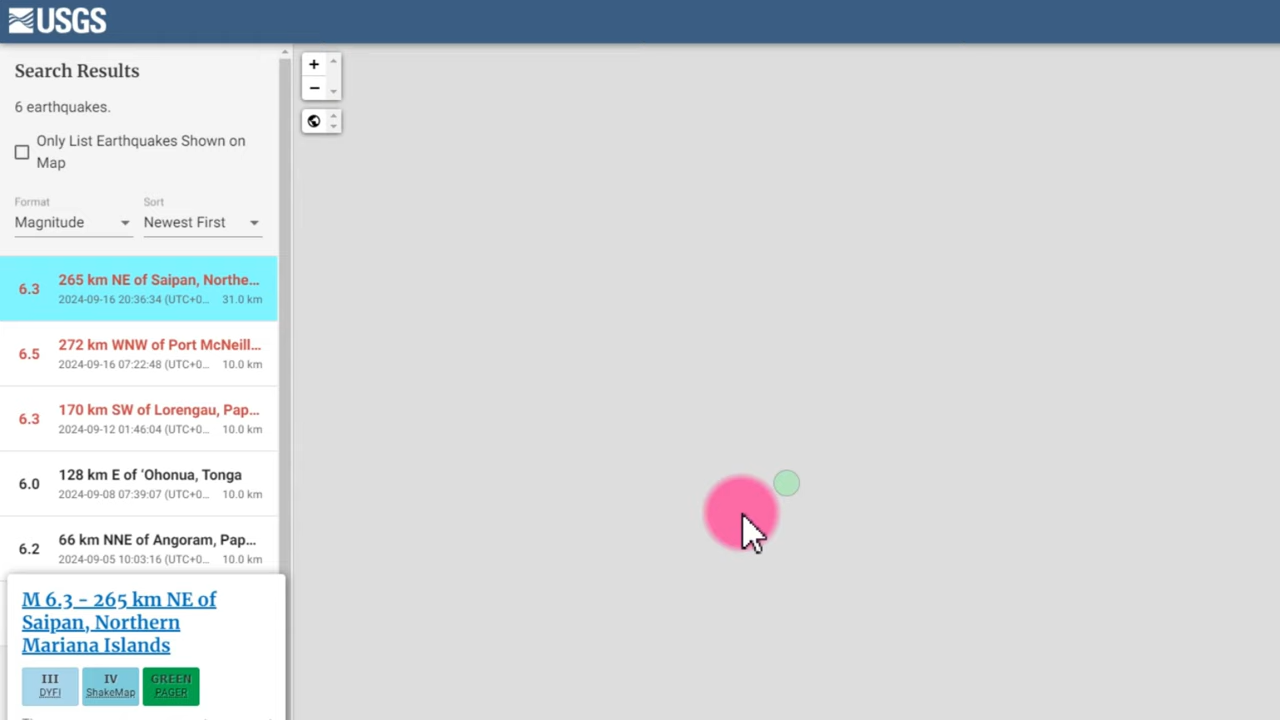 USGS
Search Results
6 earthquakes.
Only List Earthquakes Shown on
Map
Format
Sort
Magnitude
Newest First
6.3
265 km NE of Saipan, Northe...
2024-09-16 20:36:34 (UTC+0... 31.0 km
6.5
272 km WNW of Port McNeill...
2024-09-16 07:22:48 (UTC+0... 10.0 km
6.3
170 km SW of Lorengau, Pap...
2024-09-12 01:46:04 (UTC+0... 10.0 km
6.0
128 km E of ‘Ohonua, Tonga
2024-09-08 07:39:07 (UTC+0... 10.0 km
6.2
66 km NNE of Angoram, Pap...
2024-09-05 10:03:16 (UTC+0... 10.0 km
M 6.3 - 265 km NE of
Saipan, Northern
Mariana Islands
III
DYFI
IV
ShakeMap
GREEN
PAGER
+
−